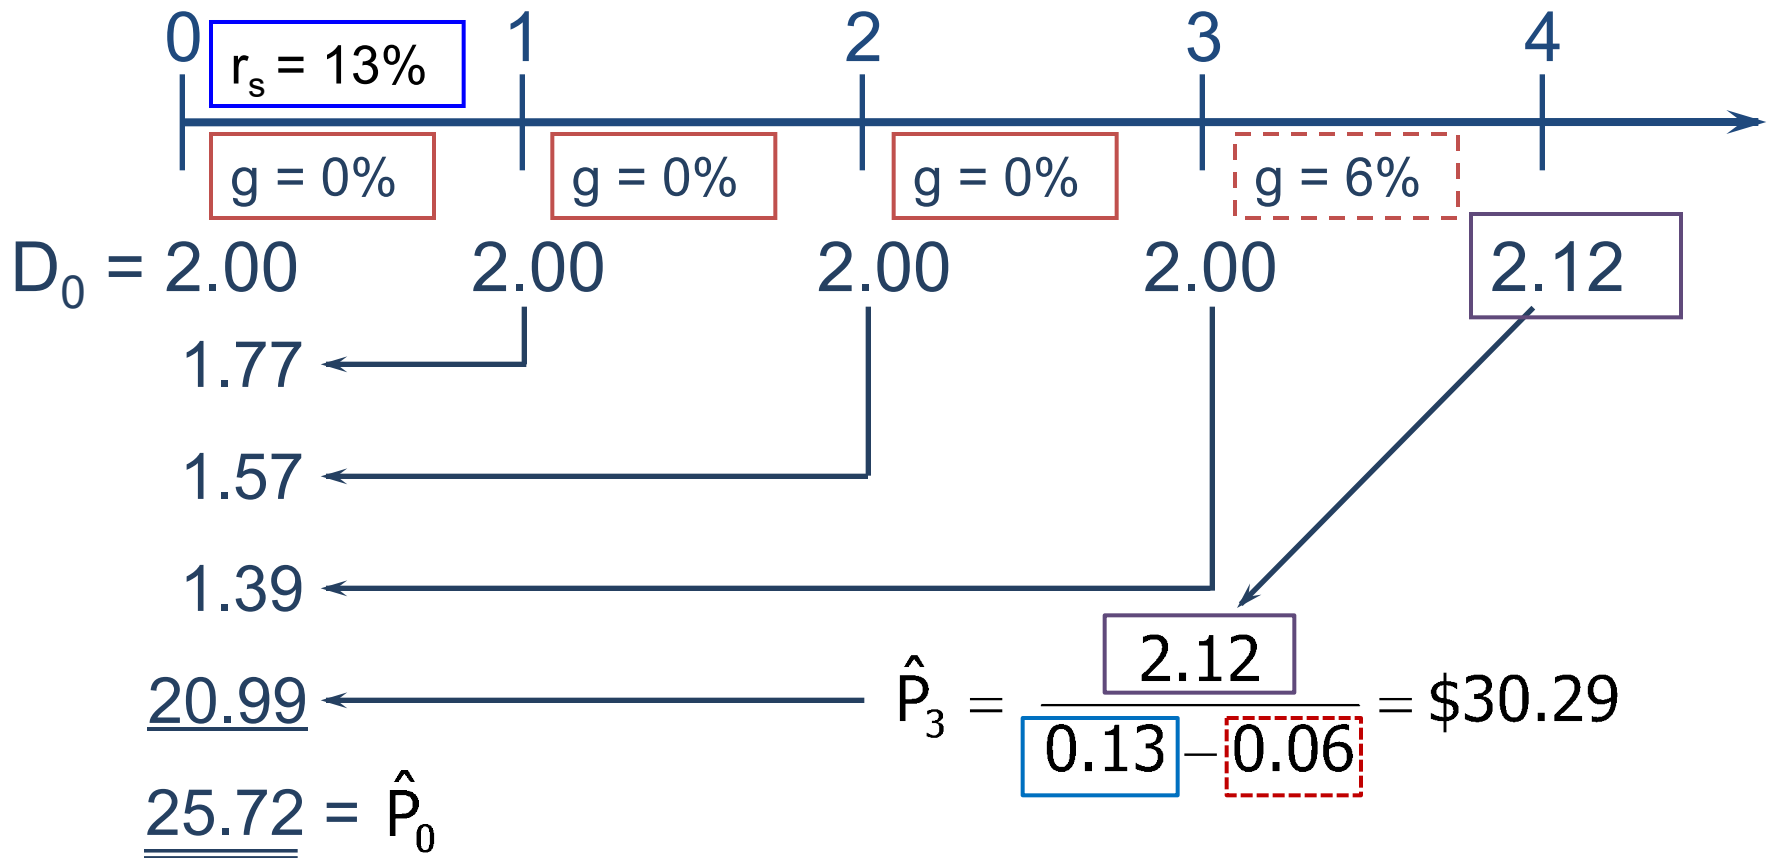 0 1 2 3 4
rₛ = 13%
g = 0% g = 0% g = 0% g = 6%
D₀ = 2.00 2.00 2.00 2.00 2.12
1.77
1.57
1.39
20.99 P̂₃ = 2.12 / 0.13 − 0.06 = $30.29
25.72 = P̂₀